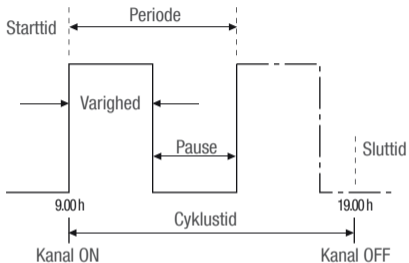 Periode
Starttid
Varighed
Pause
Sluttid
9.00 h
19.00 h
Cyklustid
Kanal ON
Kanal OFF